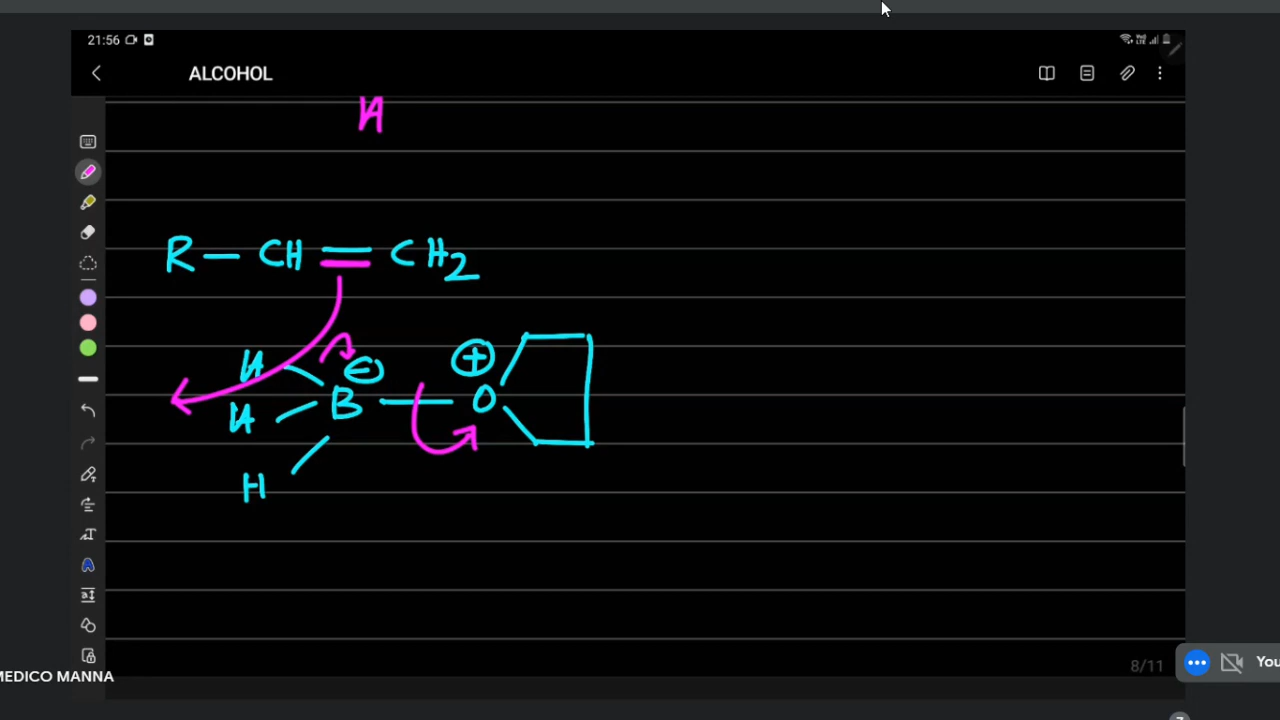 21:56
ALCOHOL
H
R — CH = CH2
H ⊖ ⊕
H B — O
H
8/11
MEDICO MANNA
You